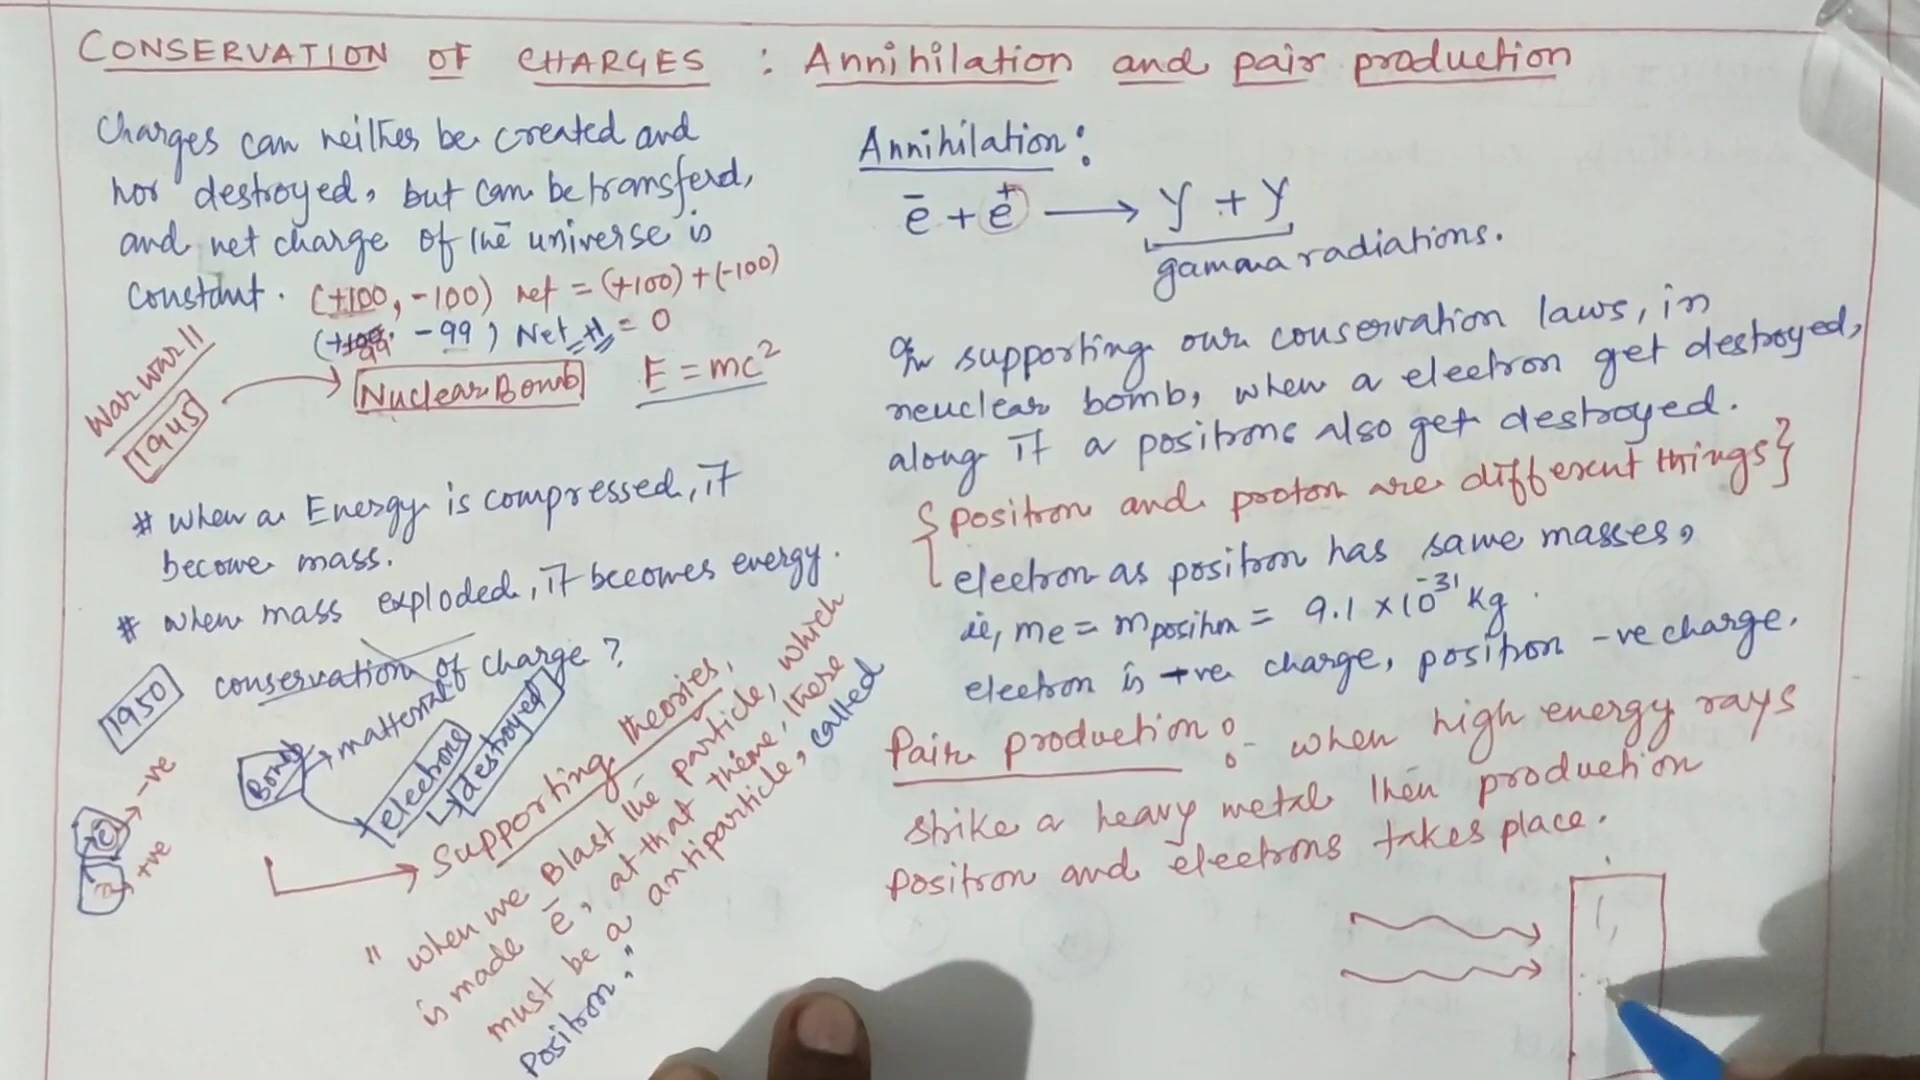 CONSERVATION OF CHARGES : Annihilation and pair production
Charges can neither be created and
nor destroyed, but can be transferd,
and net charge of the universe is
constant. (+100, -100) net = (+100) + (-100)
-99) Net +1 = 0
War War II
1945
Nuclear Bomb
E = mc²
# when a Energy is compressed, it
become mass.
# when mass exploded, it becomes energy.
1950
conservation of charge?
Bomb
electrons
destroyed
-ve
+ve
Supporting theories,
" when we Blast the particle, which
is made ē, at that theme, there
must be a antiparticle, called
Positron."
Annihilation:
ē + e⁺ → γ + γ
gamma radiations.
In supporting our conservation laws, in
neuclear bomb, when a electron get destroyed,
along it a positrons also get destroyed.
{positron and proton are different things}
electron as positron has same masses,
ie, me = mpositron = 9.1 × 10⁻³¹ kg.
electron is +ve charge, position -ve charge.
Pair production :- when high energy rays
strike a heavy metal then production
positron and electrons takes place.